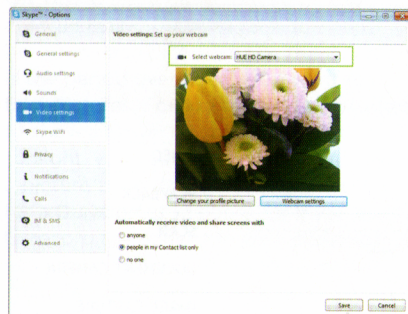 Skype™ - Options
General
Video settings: Set up your webcam
General settings
Select webcam: HUE HD Camera
Audio settings
Sounds
Video settings
Skype WiFi
Privacy
Notifications
Calls
IM & SMS
Advanced
Change your profile picture
Webcam settings
Automatically receive video and share screens with
anyone
people in my Contact list only
no one
Save
Cancel